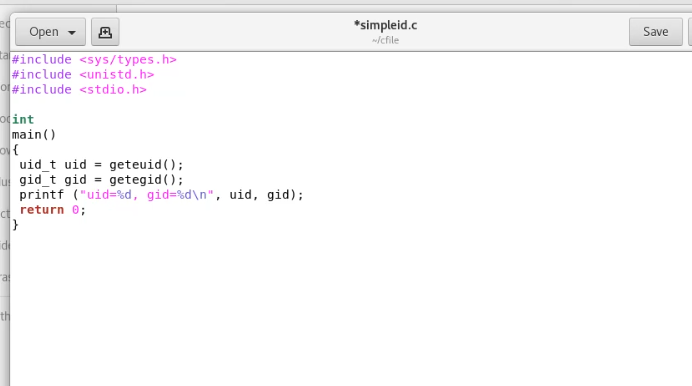 Open
*simpleid.c
~/cfile
Save
#include <sys/types.h>
#include <unistd.h>
#include <stdio.h>
int
main()
{
uid_t uid = geteuid();
gid_t gid = getegid();
printf ("uid=%d, gid=%d\n", uid, gid);
return 0;
}